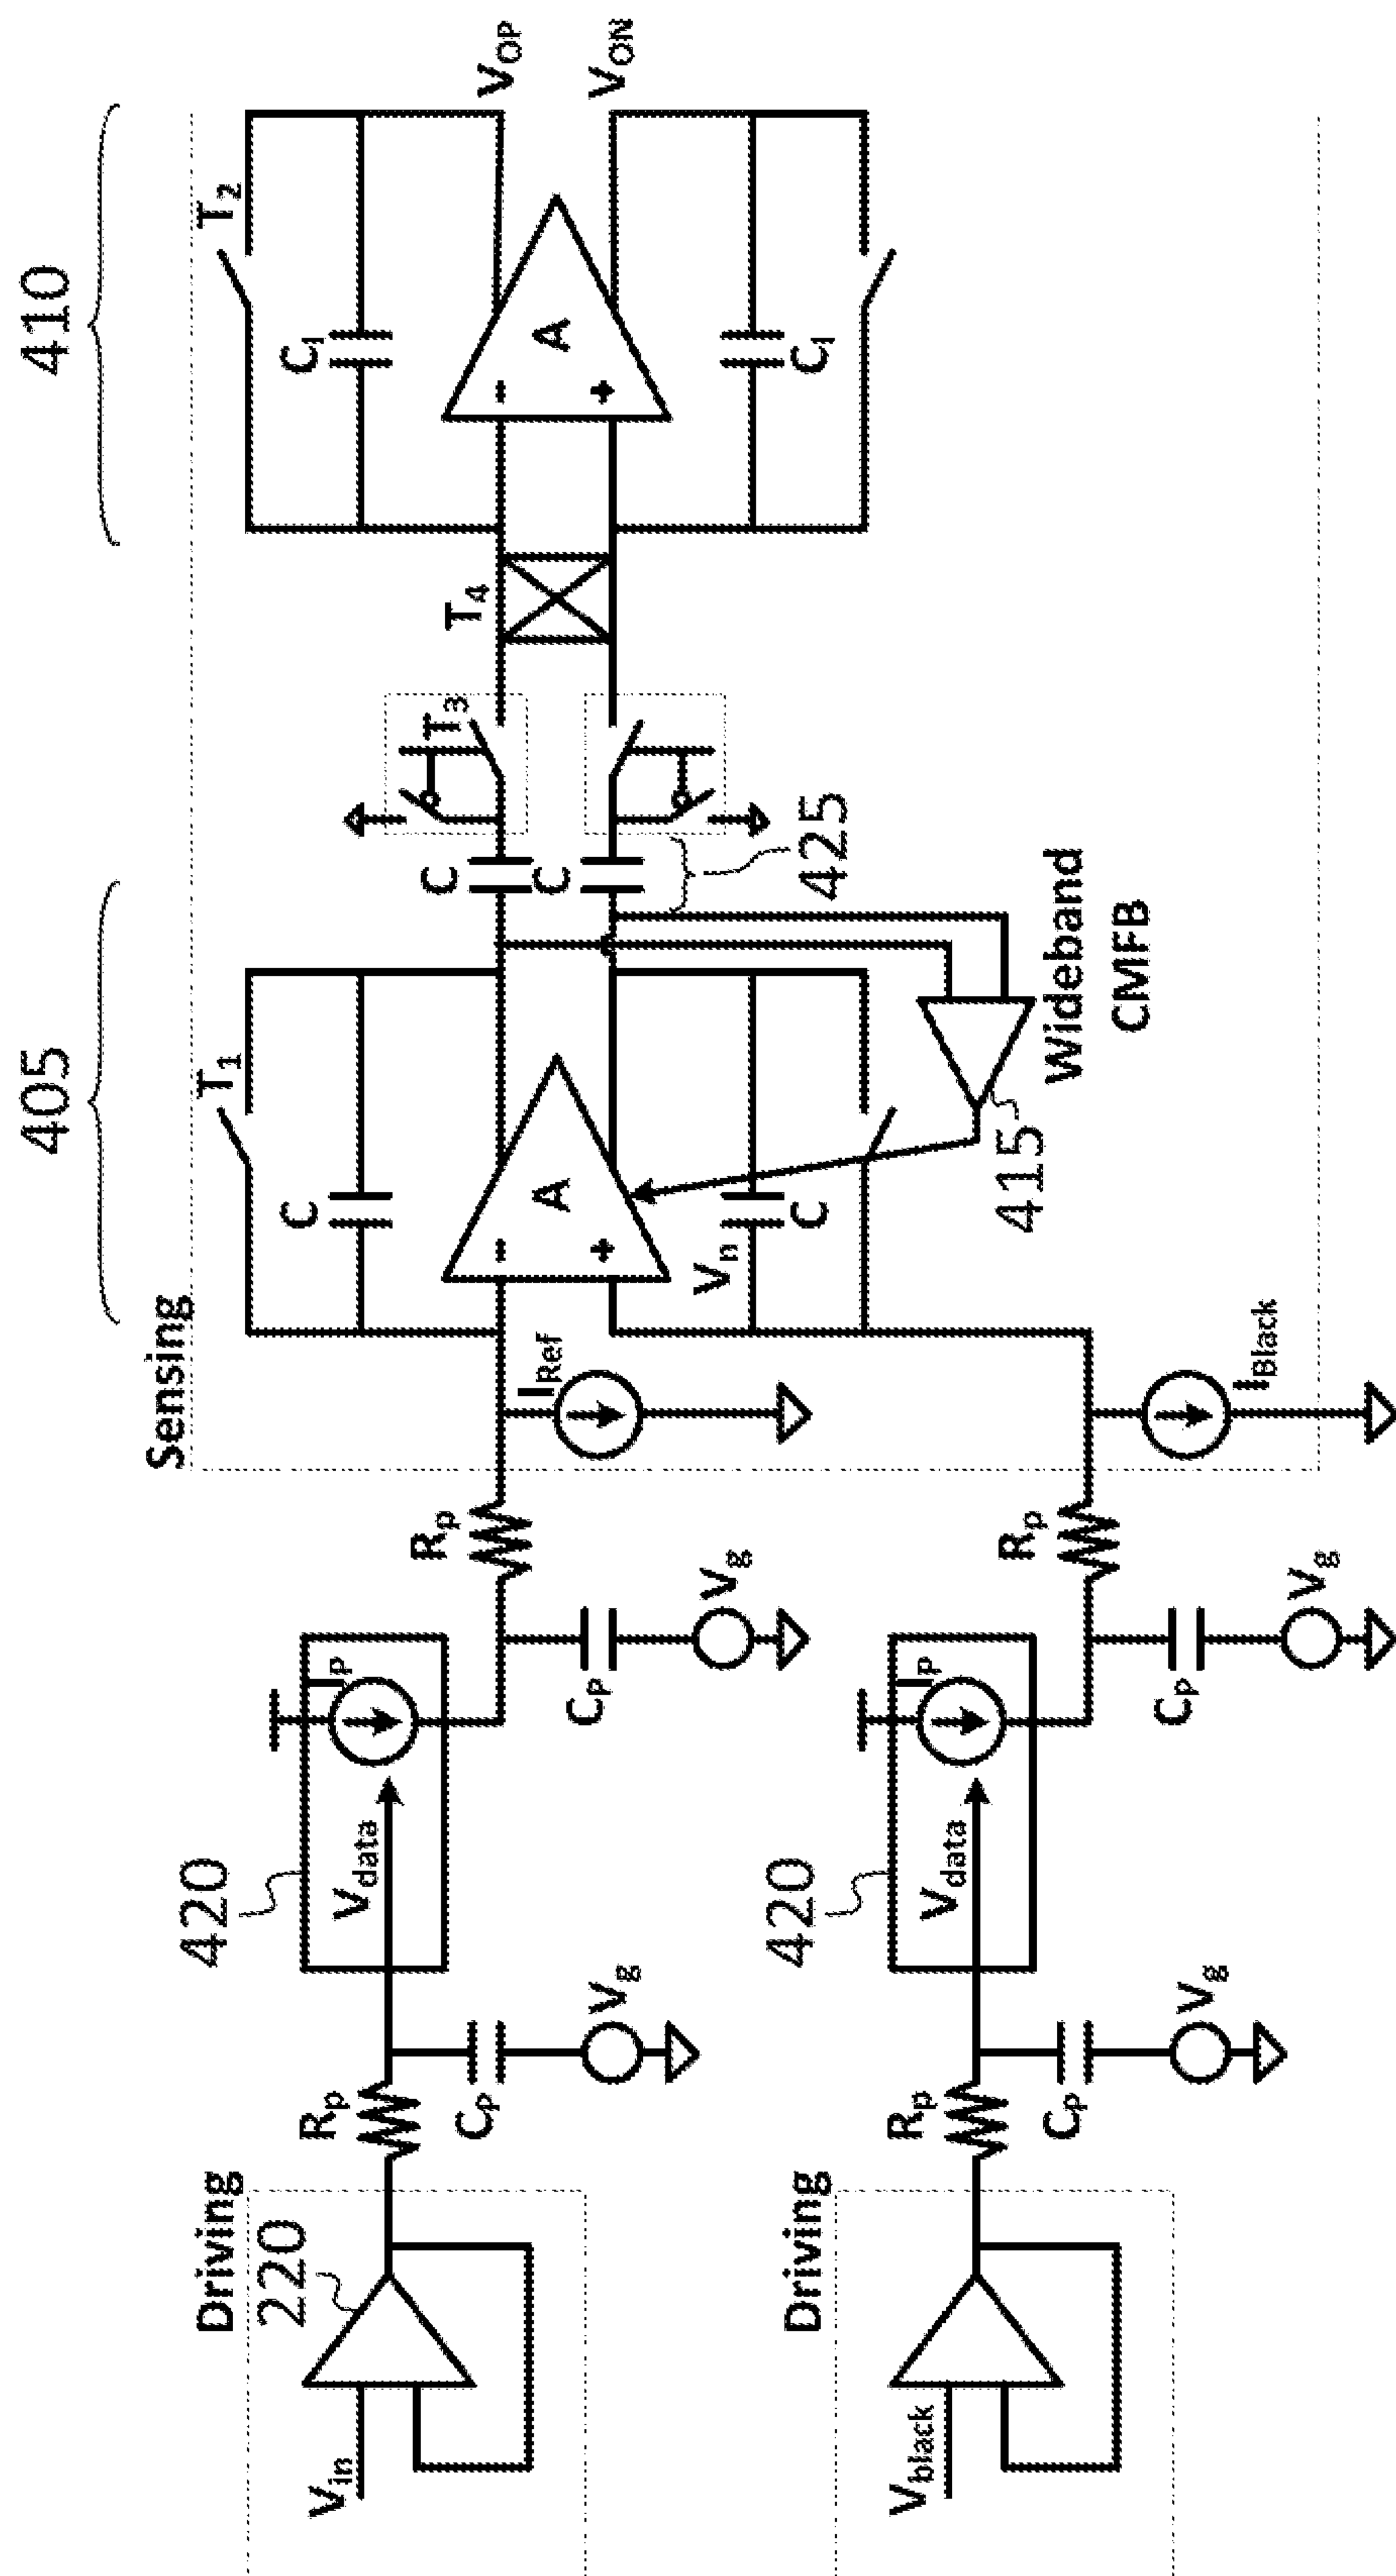 405
410
Sensing
T1
T2
C
CI
A
A
VOP
VON
T3
T4
C
C
Vn
C
CI
425
415
Wideband
CMFB
Driving
220
Vin
Rp
Cp
Vg
420
Vdata
IP
Cp
Vg
Rp
IRef
Driving
Vblack
Rp
Cp
Vg
420
Vdata
IP
Cp
Vg
Rp
IBlack